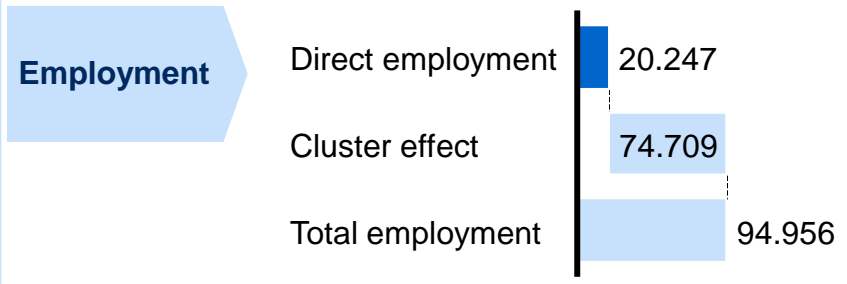 Employment
Direct employment 20.247
Cluster effect 74.709
Total employment 94.956